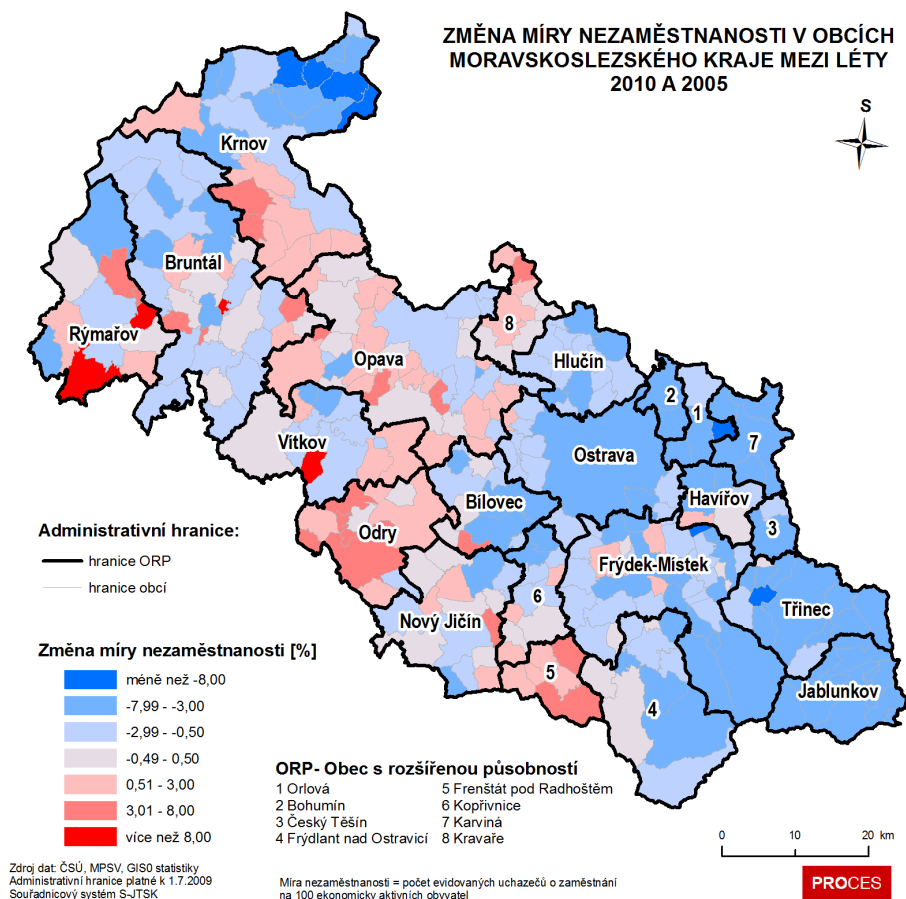 ZMĚNA MÍRY NEZAMĚSTNANOSTI V OBCÍCH
MORAVSKOSLEZSKÉHO KRAJE MEZI LÉTY
2010 A 2005
S
Krnov
Bruntál
Rýmařov
8
Opava
Hlučín
2
1
7
Vítkov
Ostrava
Bílovec
Havířov
Odry
3
Frýdek-Místek
6
Třinec
Nový Jičín
5
Jablunkov
4
Administrativní hranice:
hranice ORP
hranice obcí
Změna míry nezaměstnanosti [%]
méně než -8,00
-7,99 - -3,00
-2,99 - -0,50
-0,49 - 0,50
0,51 - 3,00
3,01 - 8,00
více než 8,00
ORP- Obec s rozšířenou působností
1 Orlová
2 Bohumín
3 Český Těšín
4 Frýdlant nad Ostravicí
5 Frenštát pod Radhoštěm
6 Kopřivnice
7 Karviná
8 Kravaře
0 10 20 km
Zdroj dat: ČSÚ, MPSV, GIS0 statistiky
Administrativní hranice platné k 1.7.2009
Souřadnicový systém S-JTSK
Míra nezaměstnanosti = počet evidovaných uchazečů o zaměstnání
na 100 ekonomicky aktivních obyvatel
PROCES